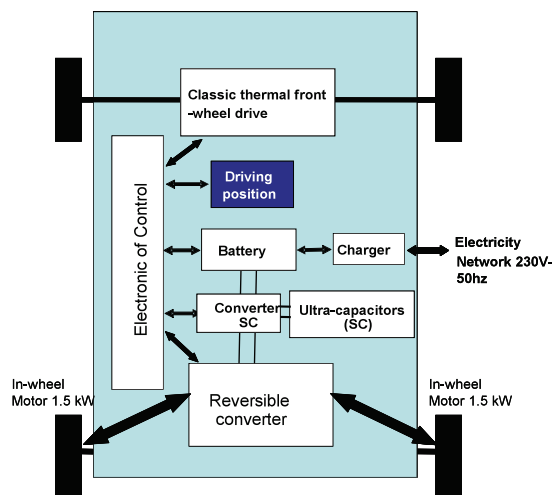 Classic thermal front
-wheel drive
Driving
position
Electronic of Control
Battery
Charger
Electricity
Network 230V-
50hz
Converter
SC
Ultra-capacitors
(SC)
In-wheel
Motor 1.5 kW
Reversible
converter
In-wheel
Motor 1.5 kW